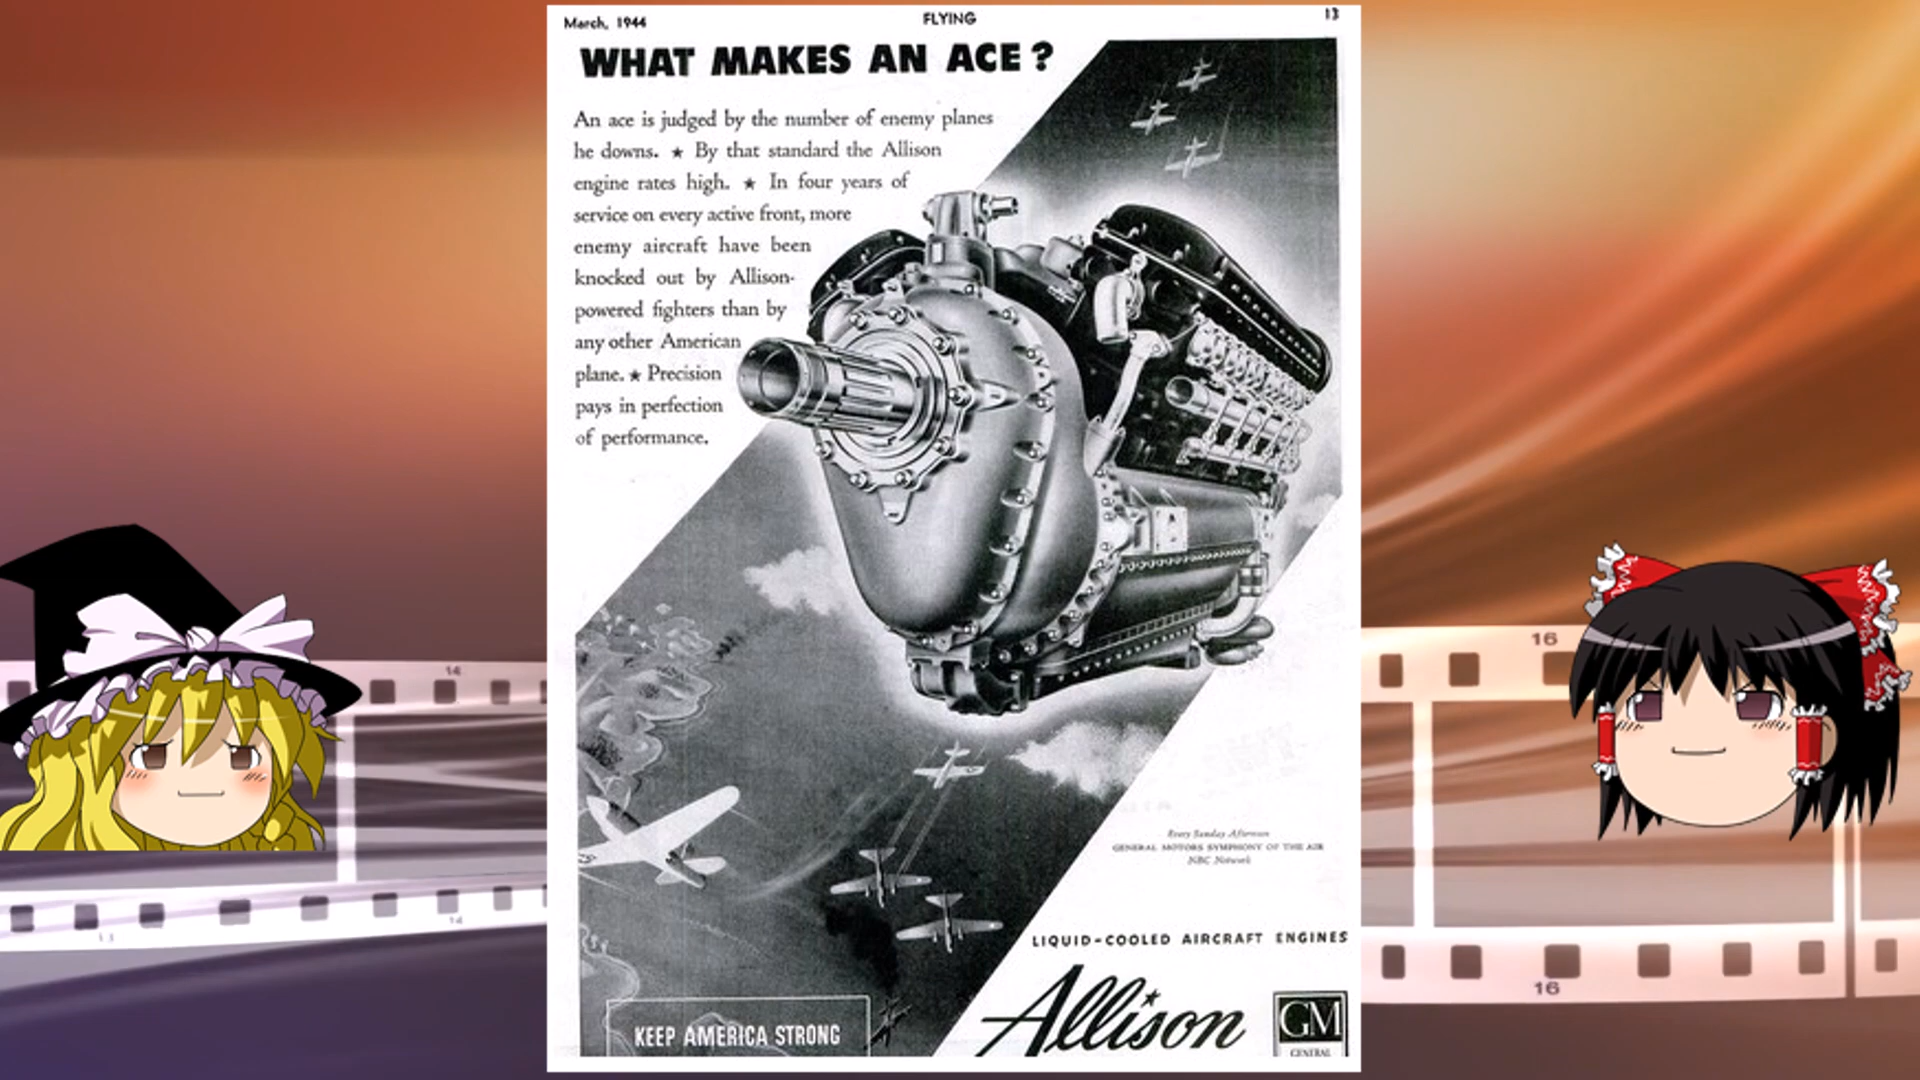 March, 1944
FLYING
13
WHAT MAKES AN ACE?
An ace is judged by the number of enemy planes
he downs. ★ By that standard the Allison
engine rates high. ★ In four years of
service on every active front, more
enemy aircraft have been
knocked out by Allison-
powered fighters than by
any other American
plane. ★ Precision
pays in perfection
of performance.
14
16
Every Sunday Afternoon
GENERAL MOTORS SYMPHONY OF THE AIR
NBC Network
14
13
LIQUID-COOLED AIRCRAFT ENGINES
16
KEEP AMERICA STRONG
Allison
GM
GENERAL